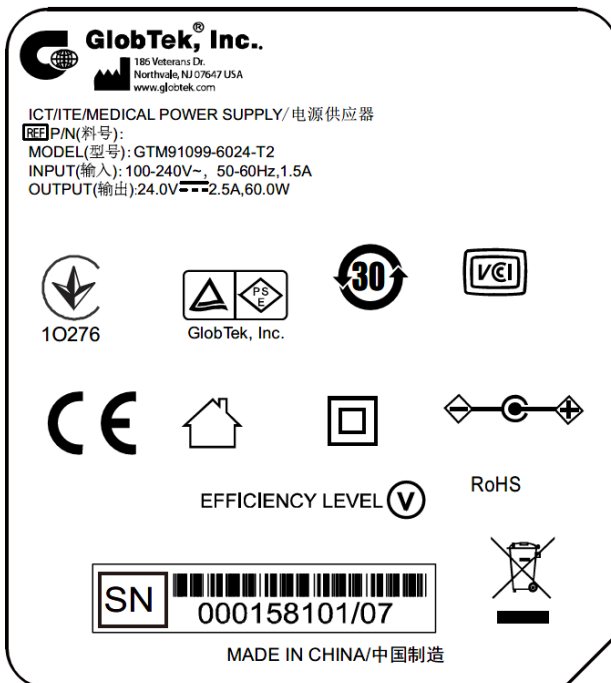 GlobTek,® Inc..
186 Veterans Dr.
Northvale, NJ 07647 USA
www.globtek.com
ICT/ITE/MEDICAL POWER SUPPLY/电源供应器
REF P/N(料号):
MODEL(型号): GTM91099-6024-T2
INPUT(输入): 100-240V~, 50-60Hz,1.5A
OUTPUT(输出):24.0V⎓2.5A,60.0W
30
VCI
1O276
PS
E
GlobTek, Inc.
CE
EFFICIENCY LEVEL V
RoHS
SN
000158101/07
MADE IN CHINA/中国制造